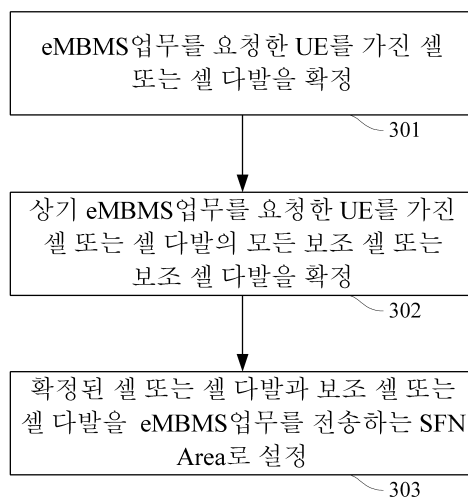 eMBMS업무를 요청한 UE를 가진 셀
또는 셀 다발을 확정
301
상기 eMBMS업무를 요청한 UE를 가진
셀 또는 셀 다발의 모든 보조 셀 또는
보조 셀 다발을 확정
302
확정된 셀 또는 셀 다발과 보조 셀 또는
셀 다발을 eMBMS업무를 전송하는 SFN
Area로 설정
303